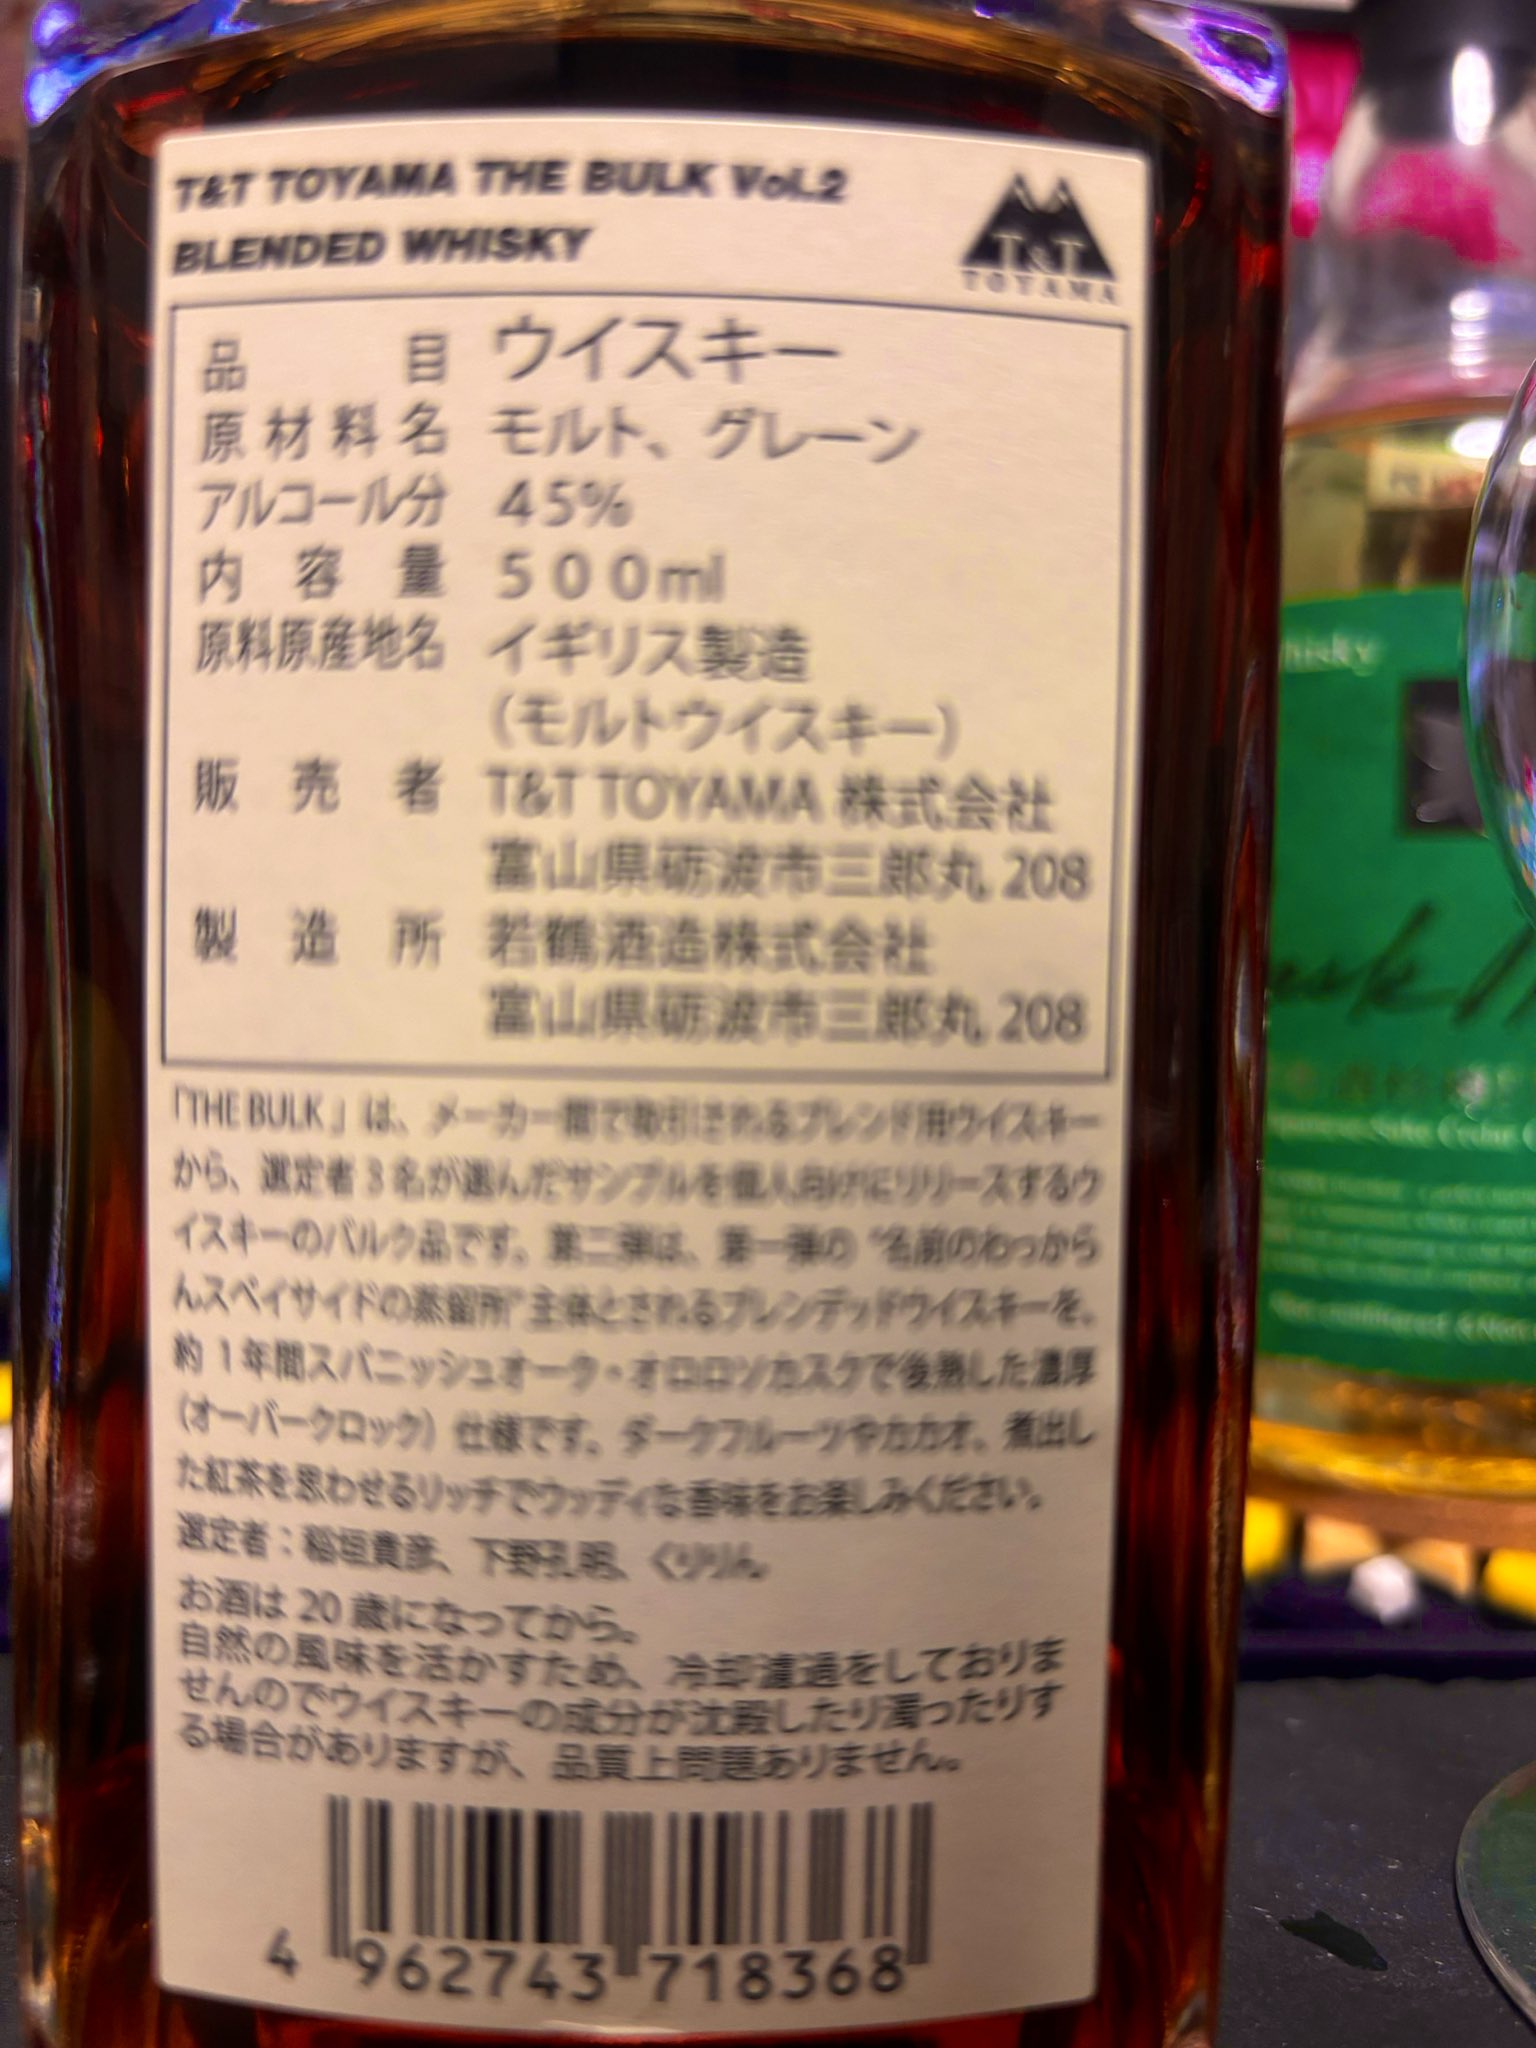 T&T TOYAMA THE BULK Vol.2
BLENDED WHISKY
T&T
TOYAMA
品目 ウイスキー
原材料名 モルト、グレーン
アルコール分 45%
内容量 500ml
原料原産地名 イギリス製造
（モルトウイスキー）
販売者 T&T TOYAMA 株式会社
富山県砺波市三郎丸 208
製造所 若鶴酒造株式会社
富山県砺波市三郎丸 208
「THE BULK」は、メーカー間で取引されるブレンド用ウイスキー
から、選定者3名が選んだサンプルを個人向けにリリースするウ
イスキーのバルク品です。第二弾は、第一弾の“名前のわっから
んスペイサイドの蒸留所”主体とされるブレンデッドウイスキーを、
約1年間スパニッシュオーク・オロロソカスクで後熟した濃厚
（オーバークロック）仕様です。ダークフルーツやカカオ、煮出し
た紅茶を思わせるリッチでウッディな香味をお楽しみください。
選定者：稲垣貴彦、下野孔明、くりりん
お酒は20歳になってから。
自然の風味を活かすため、冷却濾過をしておりま
せんのでウイスキーの成分が沈殿したり濁ったりす
る場合がありますが、品質上問題ありません。
4 962743 718368
hisky